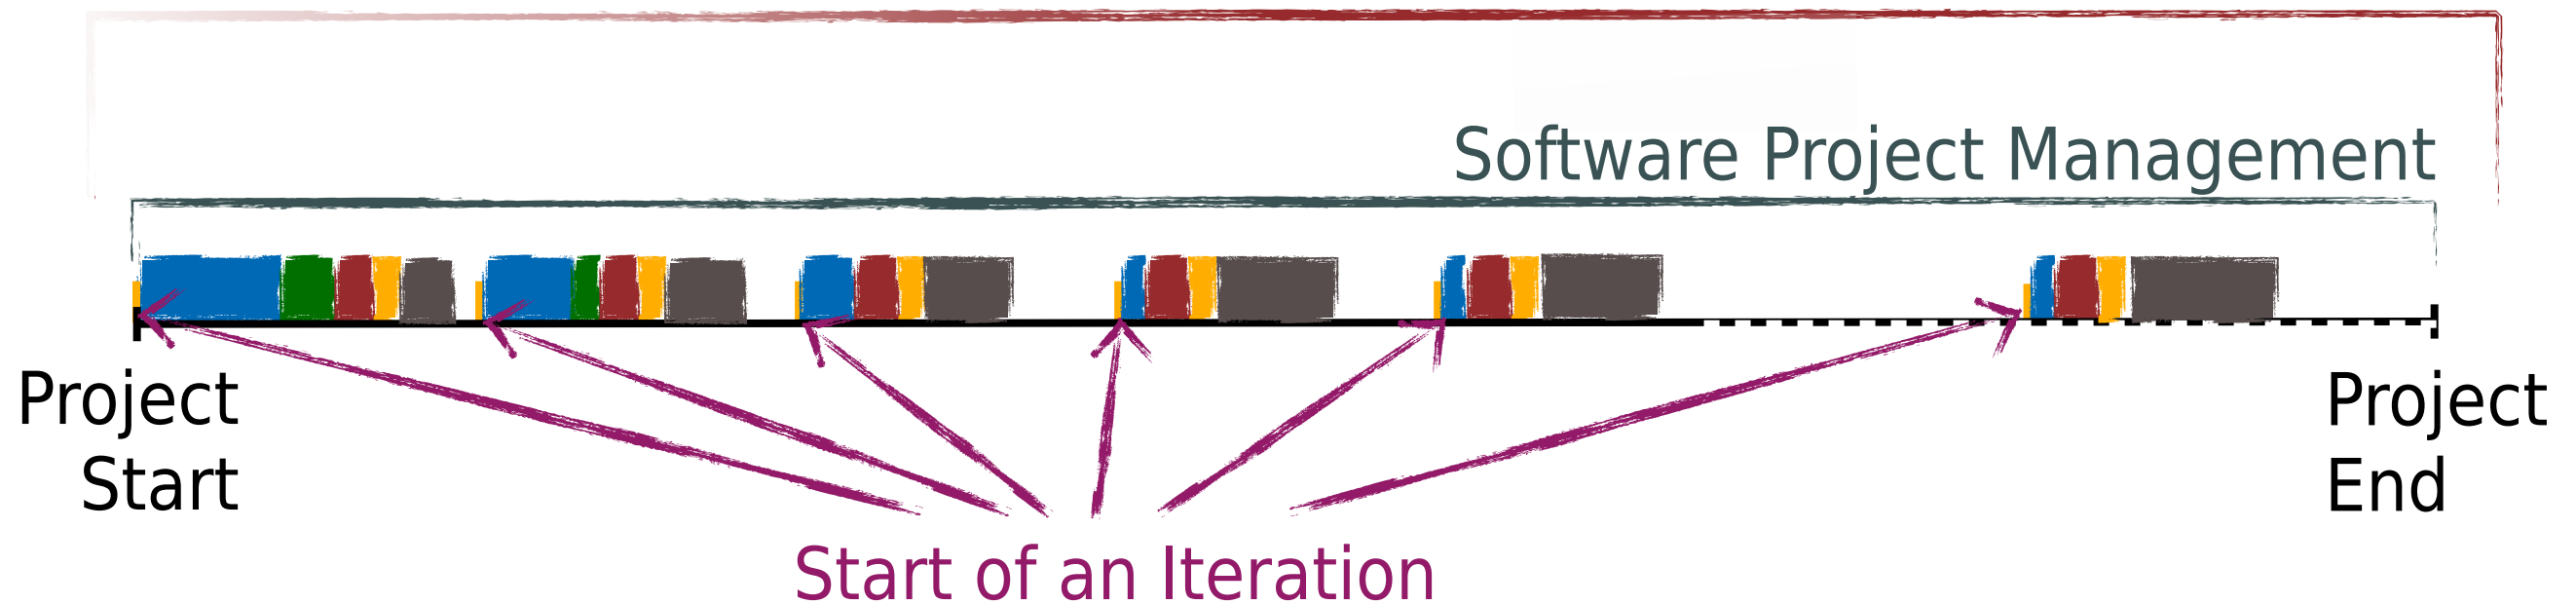 Software Project Management
Project
Start
Project
End
Start of an Iteration